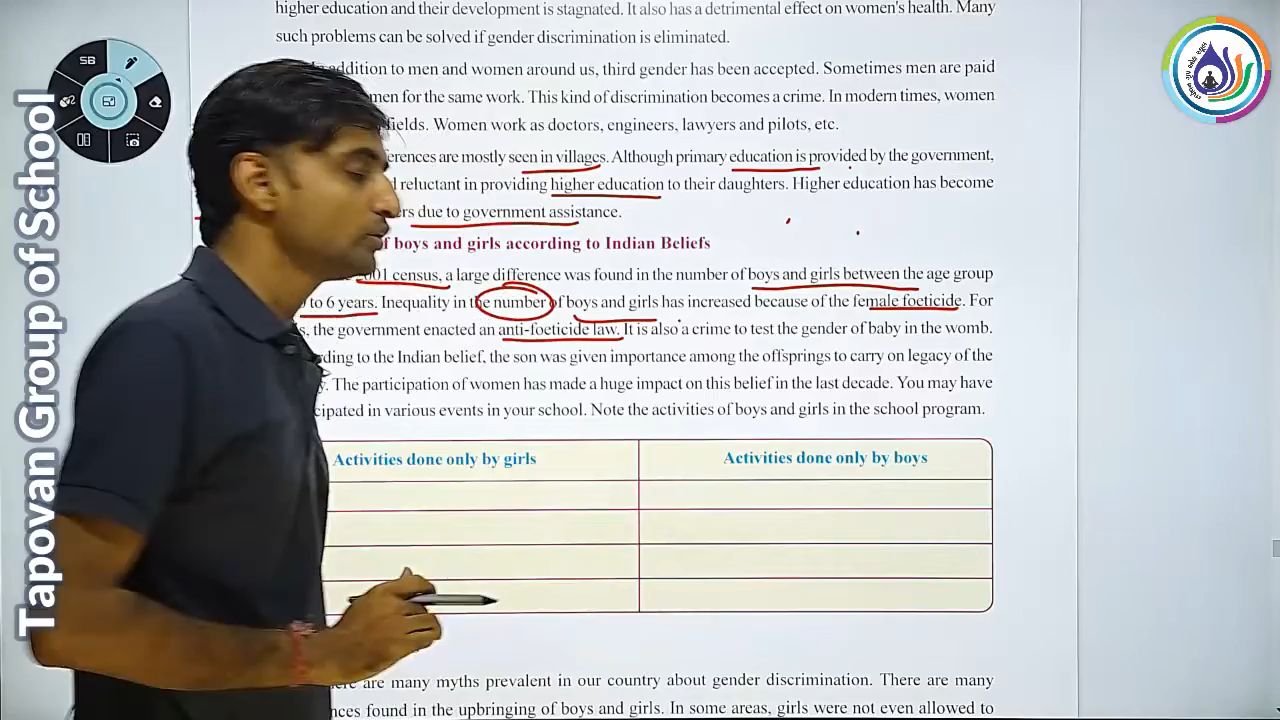 higher education and their development is stagnated. It also has a detrimental effect on women's health. Many
such problems can be solved if gender discrimination is eliminated.
addition to men and women around us, third gender has been accepted. Sometimes men are paid
men for the same work. This kind of discrimination becomes a crime. In modern times, women
fields. Women work as doctors, engineers, lawyers and pilots, etc.
erences are mostly seen in villages. Although primary education is provided by the government,
reluctant in providing higher education to their daughters. Higher education has become
ers due to government assistance.
f boys and girls according to Indian Beliefs
2001 census, a large difference was found in the number of boys and girls between the age group
to 6 years. Inequality in the number of boys and girls has increased because of the female foeticide. For
s, the government enacted an anti-foeticide law. It is also a crime to test the gender of baby in the womb.
ding to the Indian belief, the son was given importance among the offsprings to carry on legacy of the
y. The participation of women has made a huge impact on this belief in the last decade. You may have
cipated in various events in your school. Note the activities of boys and girls in the school program.
Activities done only by girls
Activities done only by boys
ere are many myths prevalent in our country about gender discrimination. There are many
nces found in the upbringing of boys and girls. In some areas, girls were not even allowed to
SB
Tapovan Group of School